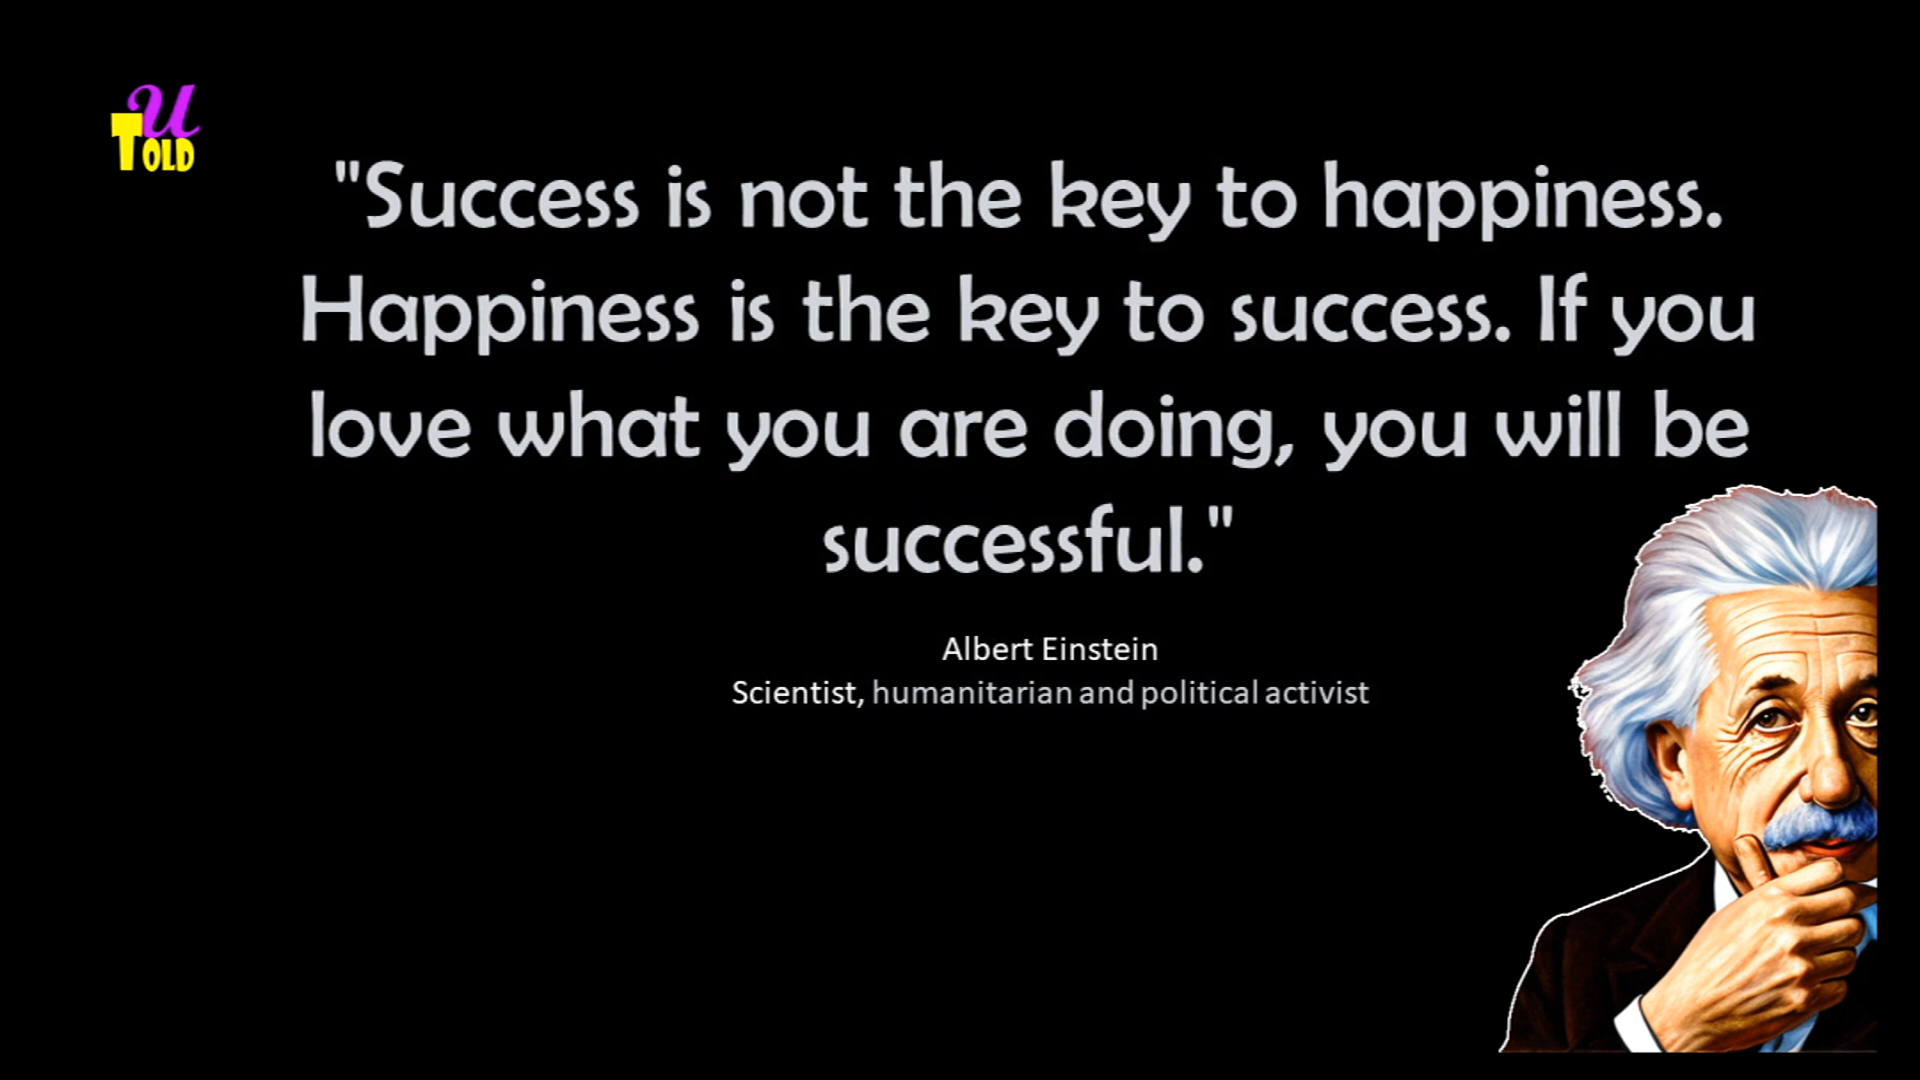 U
TOLD
"Success is not the key to happiness.
Happiness is the key to success. If you
love what you are doing, you will be
successful."
Albert Einstein
Scientist, humanitarian and political activist